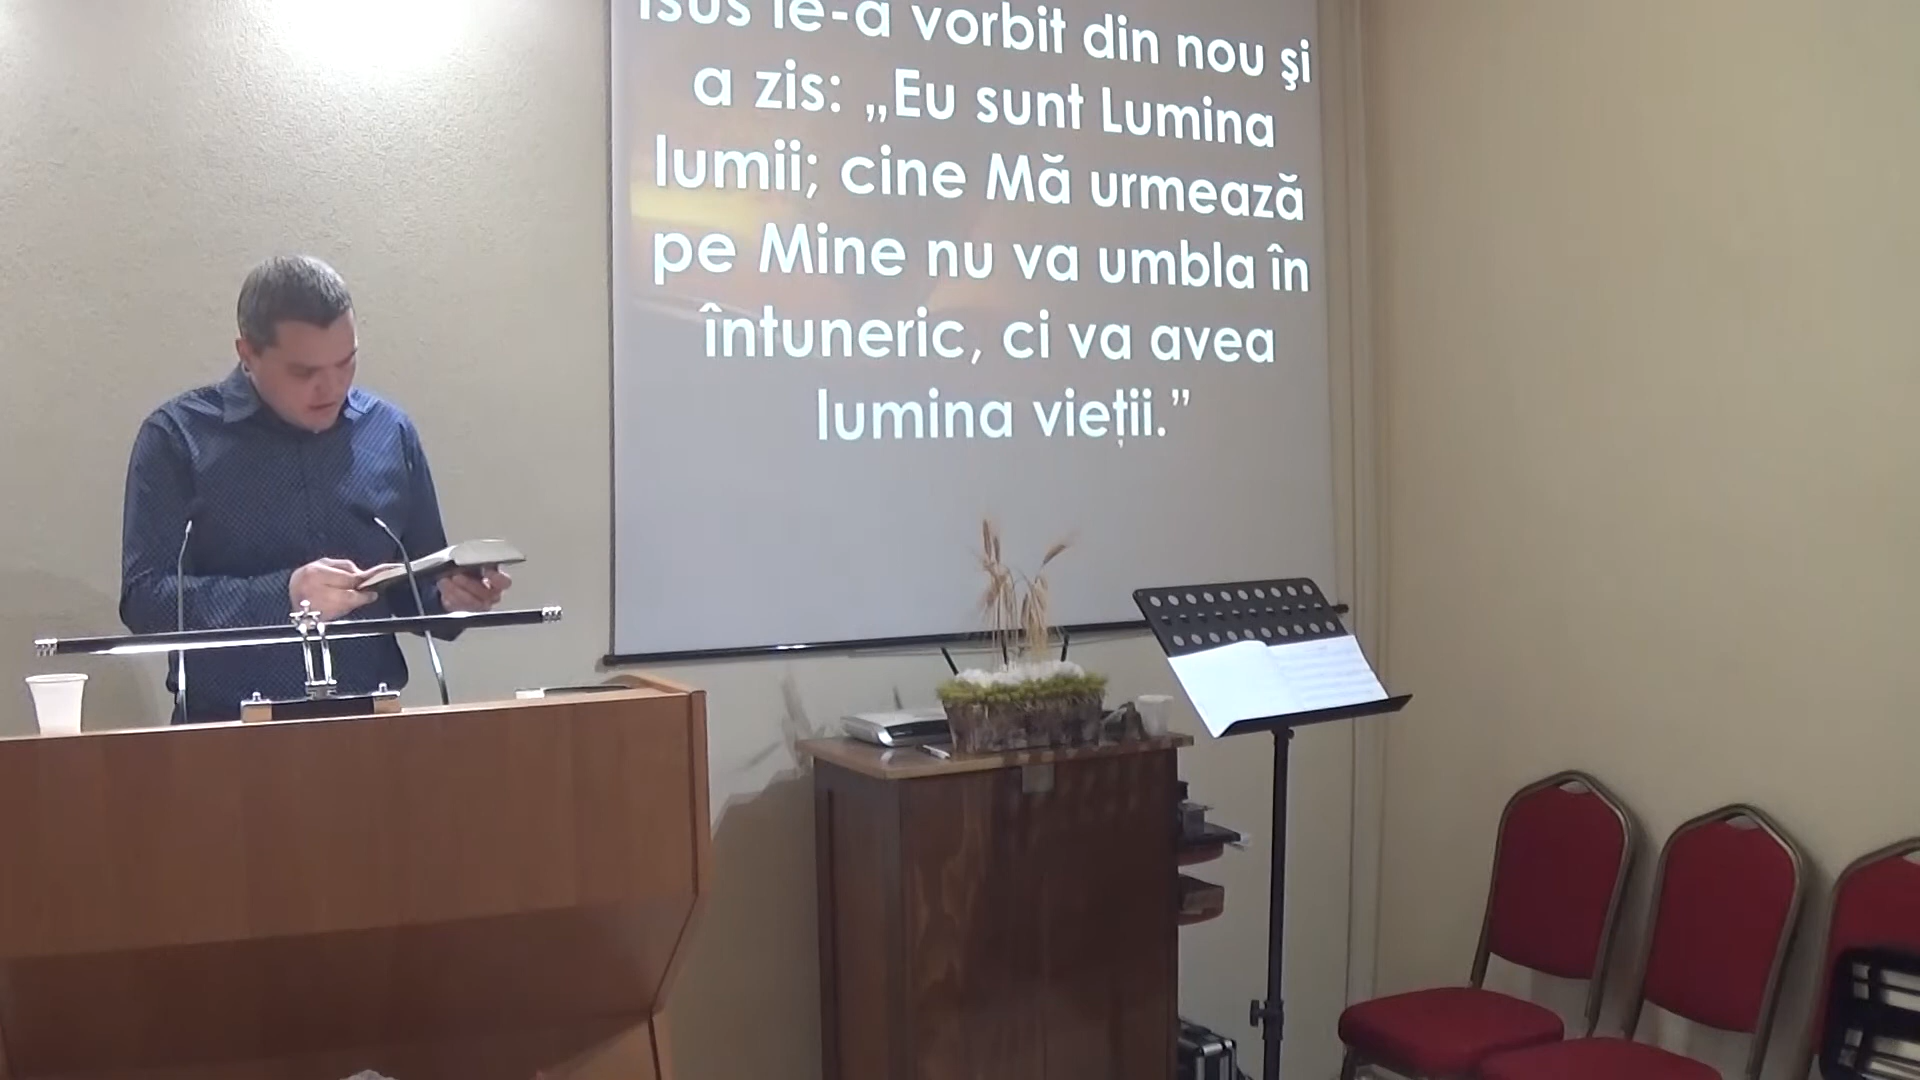 Isus le-a vorbit din nou şi
a zis: „Eu sunt Lumina
lumii; cine Mă urmează
pe Mine nu va umbla în
întuneric, ci va avea
lumina vieții.”